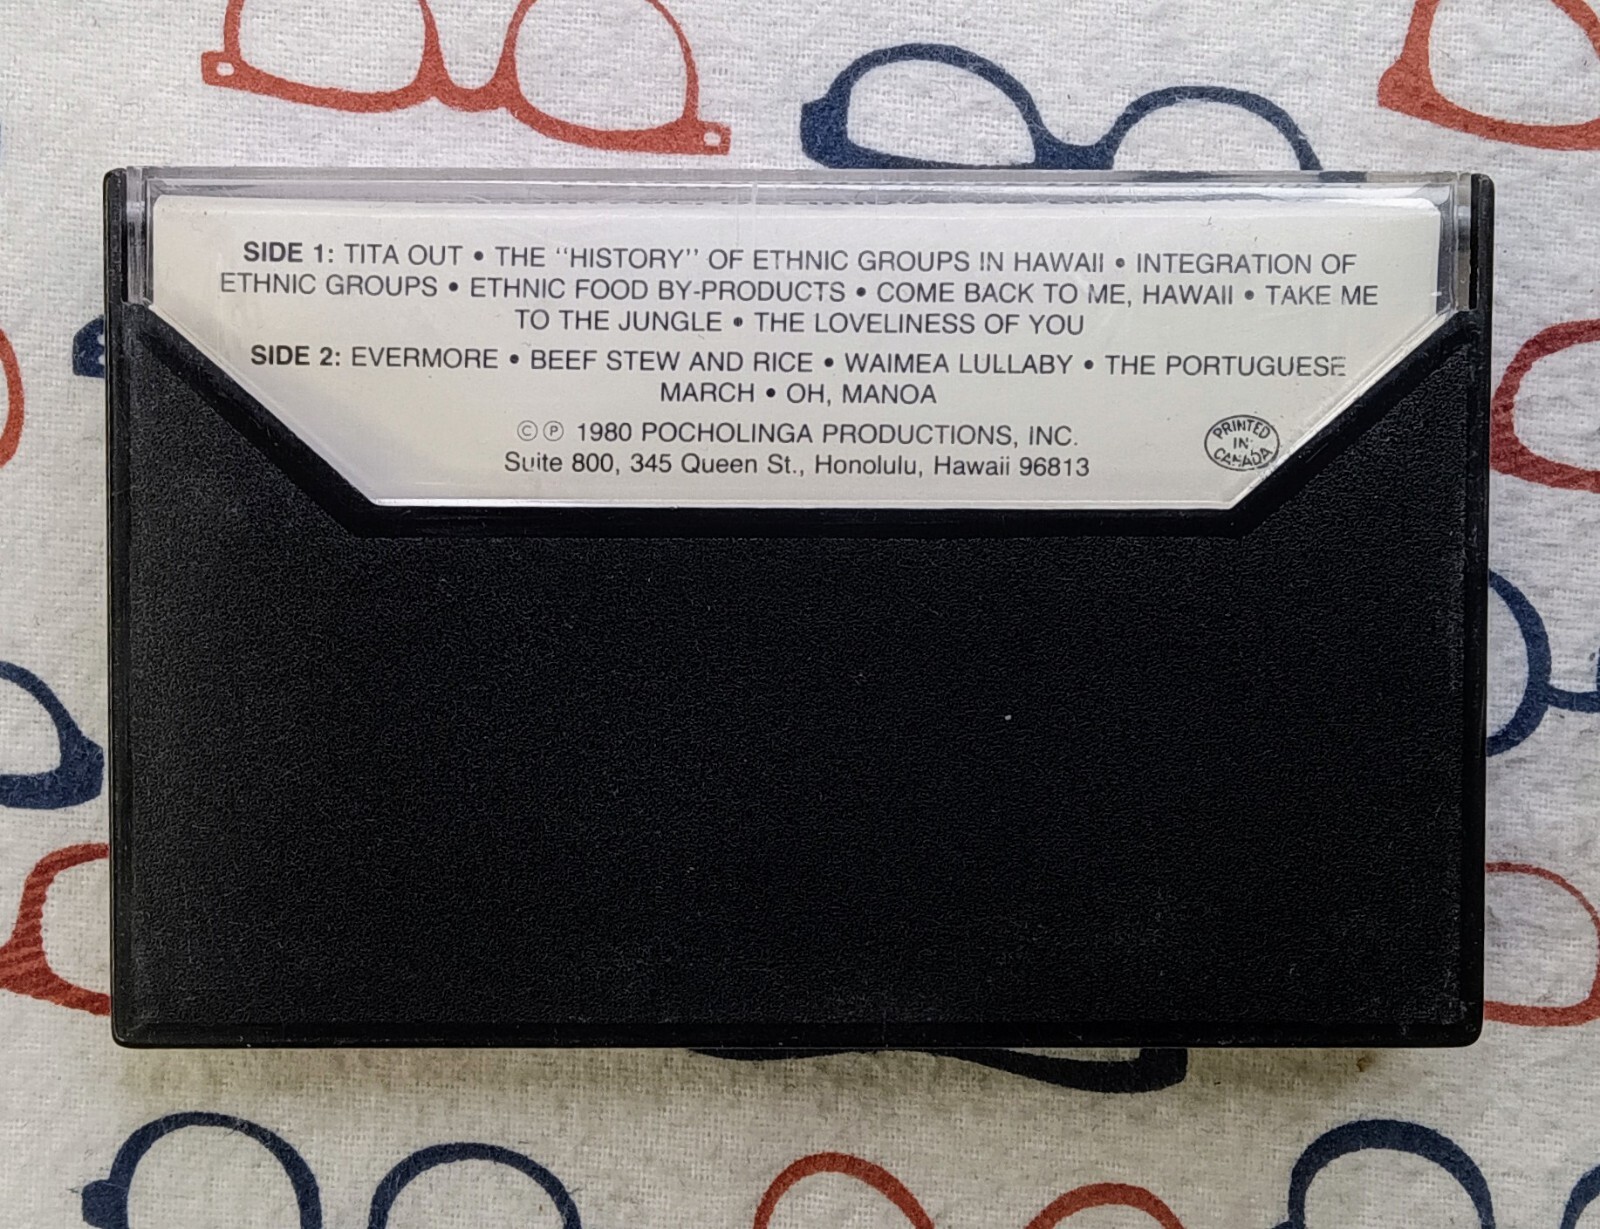 SIDE 1: TITA OUT • THE "HISTORY" OF ETHNIC GROUPS IN HAWAII • INTEGRATION OF
ETHNIC GROUPS • ETHNIC FOOD BY-PRODUCTS • COME BACK TO ME, HAWAII • TAKE ME
TO THE JUNGLE • THE LOVELINESS OF YOU
SIDE 2: EVERMORE • BEEF STEW AND RICE • WAIMEA LULLABY • THE PORTUGUESE
MARCH • OH, MANOA
©℗ 1980 POCHOLINGA PRODUCTIONS, INC.
Suite 800, 345 Queen St., Honolulu, Hawaii 96813
PRINTED
IN
CANADA